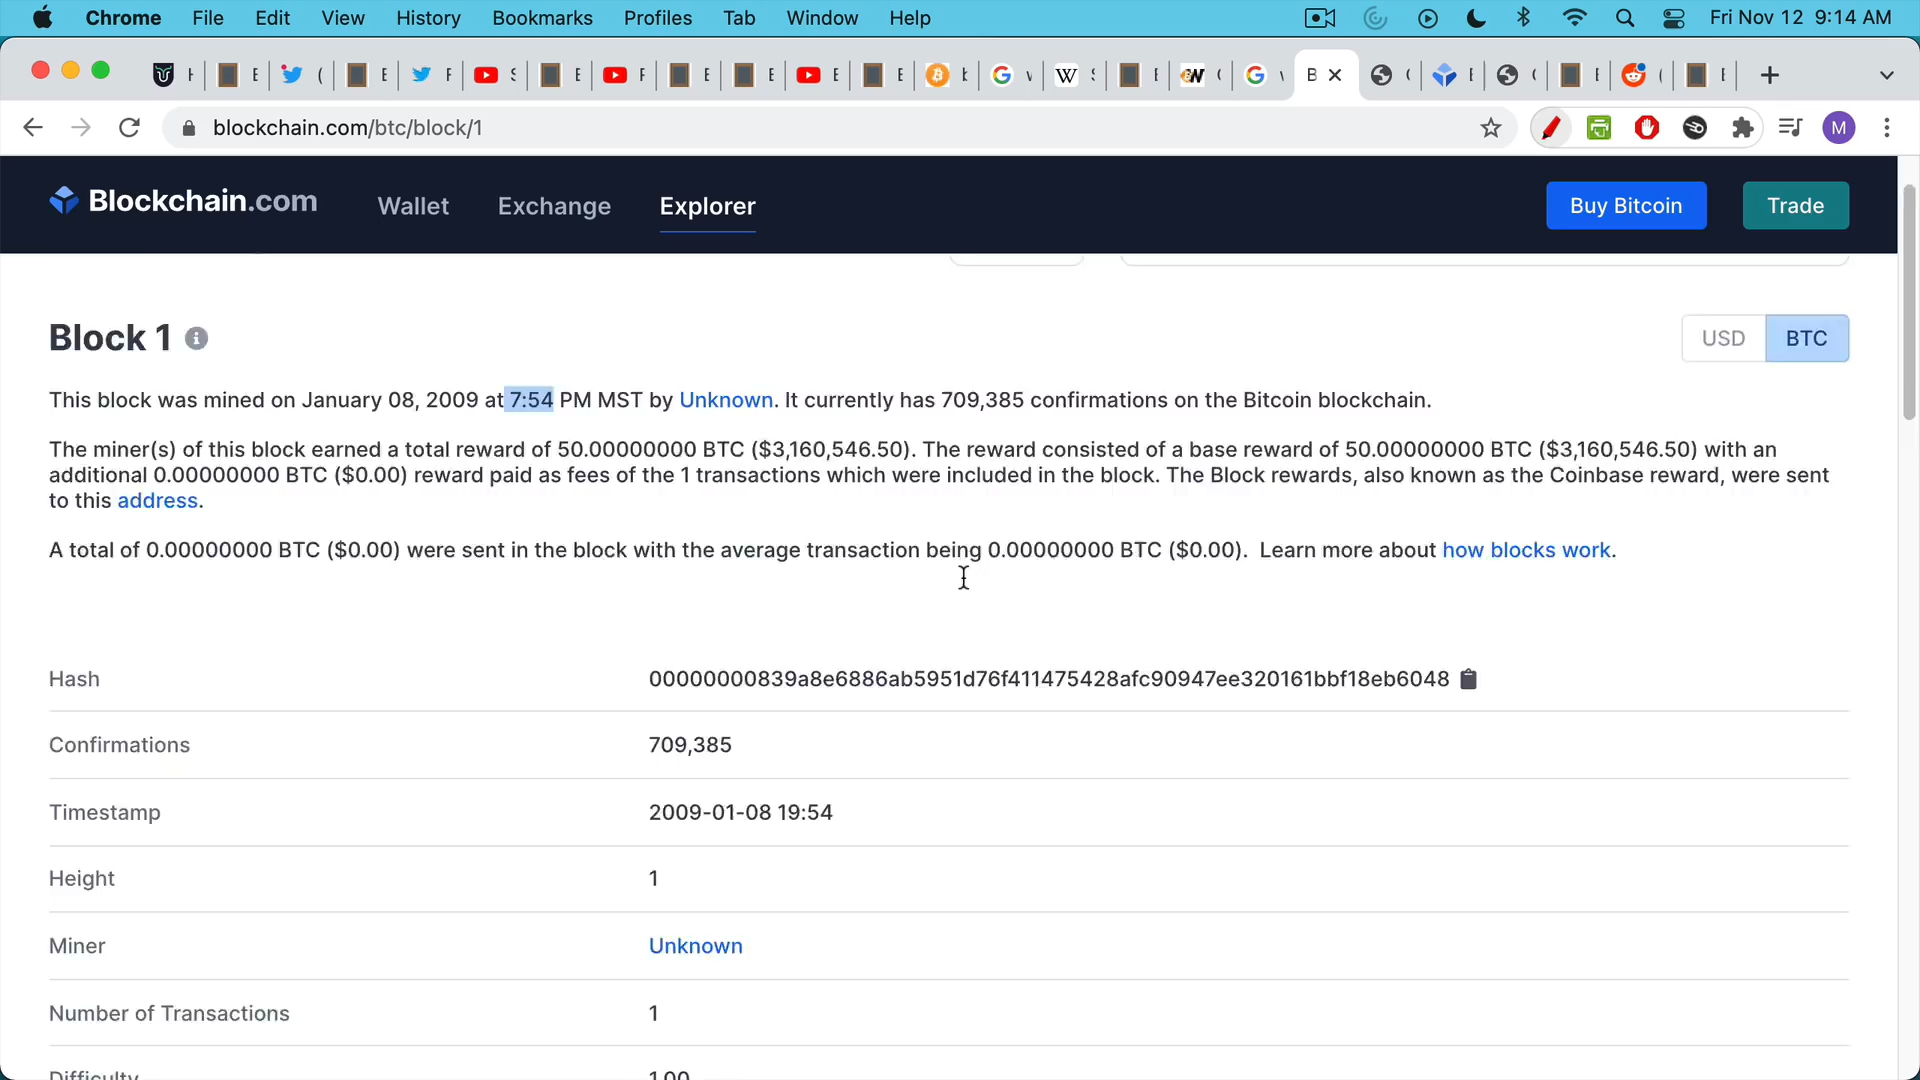 Chrome File Edit View History Bookmarks Profiles Tab Window Help Fri Nov 12 9:14 AM
B
blockchain.com/btc/block/1
M
Blockchain.com Wallet Exchange Explorer Buy Bitcoin Trade
Block 1 USD BTC
This block was mined on January 08, 2009 at 7:54 PM MST by Unknown. It currently has 709,385 confirmations on the Bitcoin blockchain.
The miner(s) of this block earned a total reward of 50.00000000 BTC ($3,160,546.50). The reward consisted of a base reward of 50.00000000 BTC ($3,160,546.50) with an
additional 0.00000000 BTC ($0.00) reward paid as fees of the 1 transactions which were included in the block. The Block rewards, also known as the Coinbase reward, were sent
to this address.
A total of 0.00000000 BTC ($0.00) were sent in the block with the average transaction being 0.00000000 BTC ($0.00). Learn more about how blocks work.
Hash 00000000839a8e6886ab5951d76f411475428afc90947ee320161bbf18eb6048
Confirmations 709,385
Timestamp 2009-01-08 19:54
Height 1
Miner Unknown
Number of Transactions 1
Difficulty 1.00